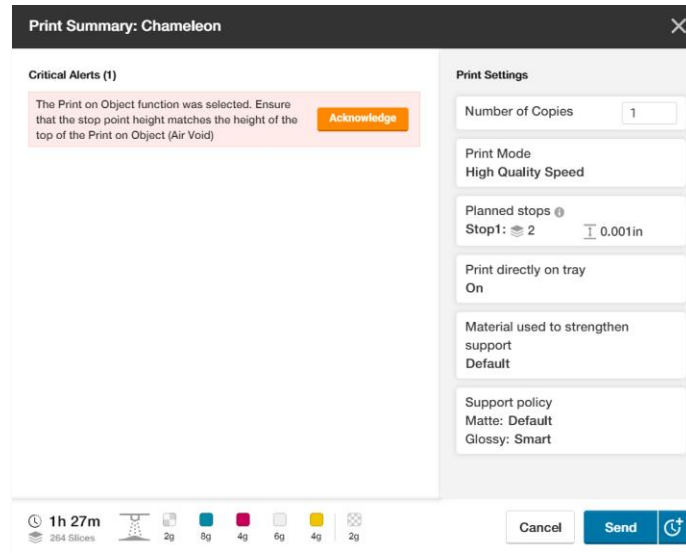 Print Summary: Chameleon
Critical Alerts (1)
The Print on Object function was selected. Ensure
that the stop point height matches the height of the
top of the Print on Object (Air Void)
Acknowledge
Print Settings
Number of Copies 1
Print Mode
High Quality Speed
Planned stops
Stop1: 2 0.001in
Print directly on tray
On
Material used to strengthen
support
Default
Support policy
Matte: Default
Glossy: Smart
1h 27m
264 Slices
2g 8g 4g 6g 4g 2g
Cancel
Send